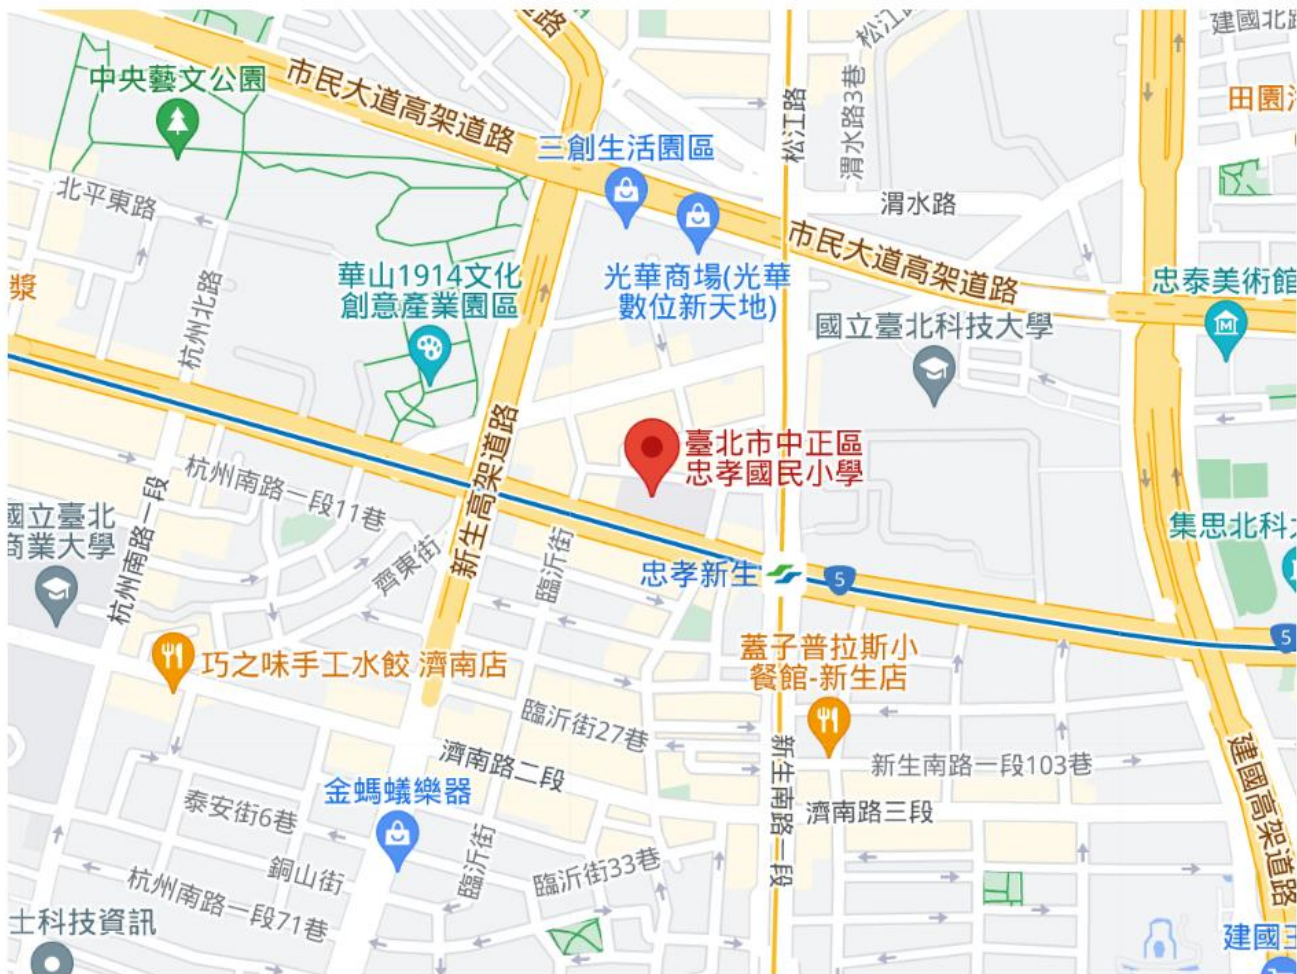 建國北
松江
路
中央藝文公園
市民大道高架道路
松江路
渭水路3巷
田園
三創生活園區
北平東路
渭水路
市民大道高架道路
華山1914文化
創意產業園區
光華商場(光華
數位新天地)
忠泰美術館
漿
杭州北路
國立臺北科技大學
臺北市中正區
忠孝國民小學
新生高架道路
杭州南路一段11巷
杭州南路一段
國立臺北
商業大學
集思北科
齊東街
臨沂街
忠孝新生
5
5
蓋子普拉斯小
餐館-新生店
巧之味手工水餃 濟南店
臨沂街27巷
濟南路二段
新生南路一段
新生南路一段103巷
建國高架道路
金螞蟻樂器
泰安街6巷
濟南路三段
銅山街
臨沂街
臨沂街33巷
杭州南路一段71巷
士科技資訊
建國